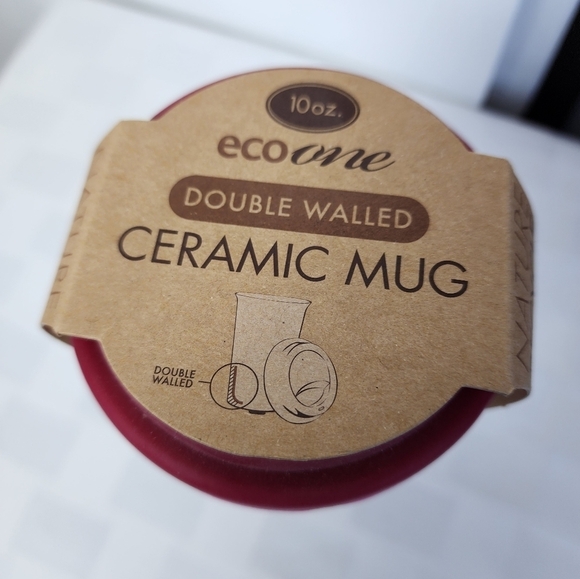 10oz.
ecoone
DOUBLE WALLED
CERAMIC MUG
DOUBLE
WALLED